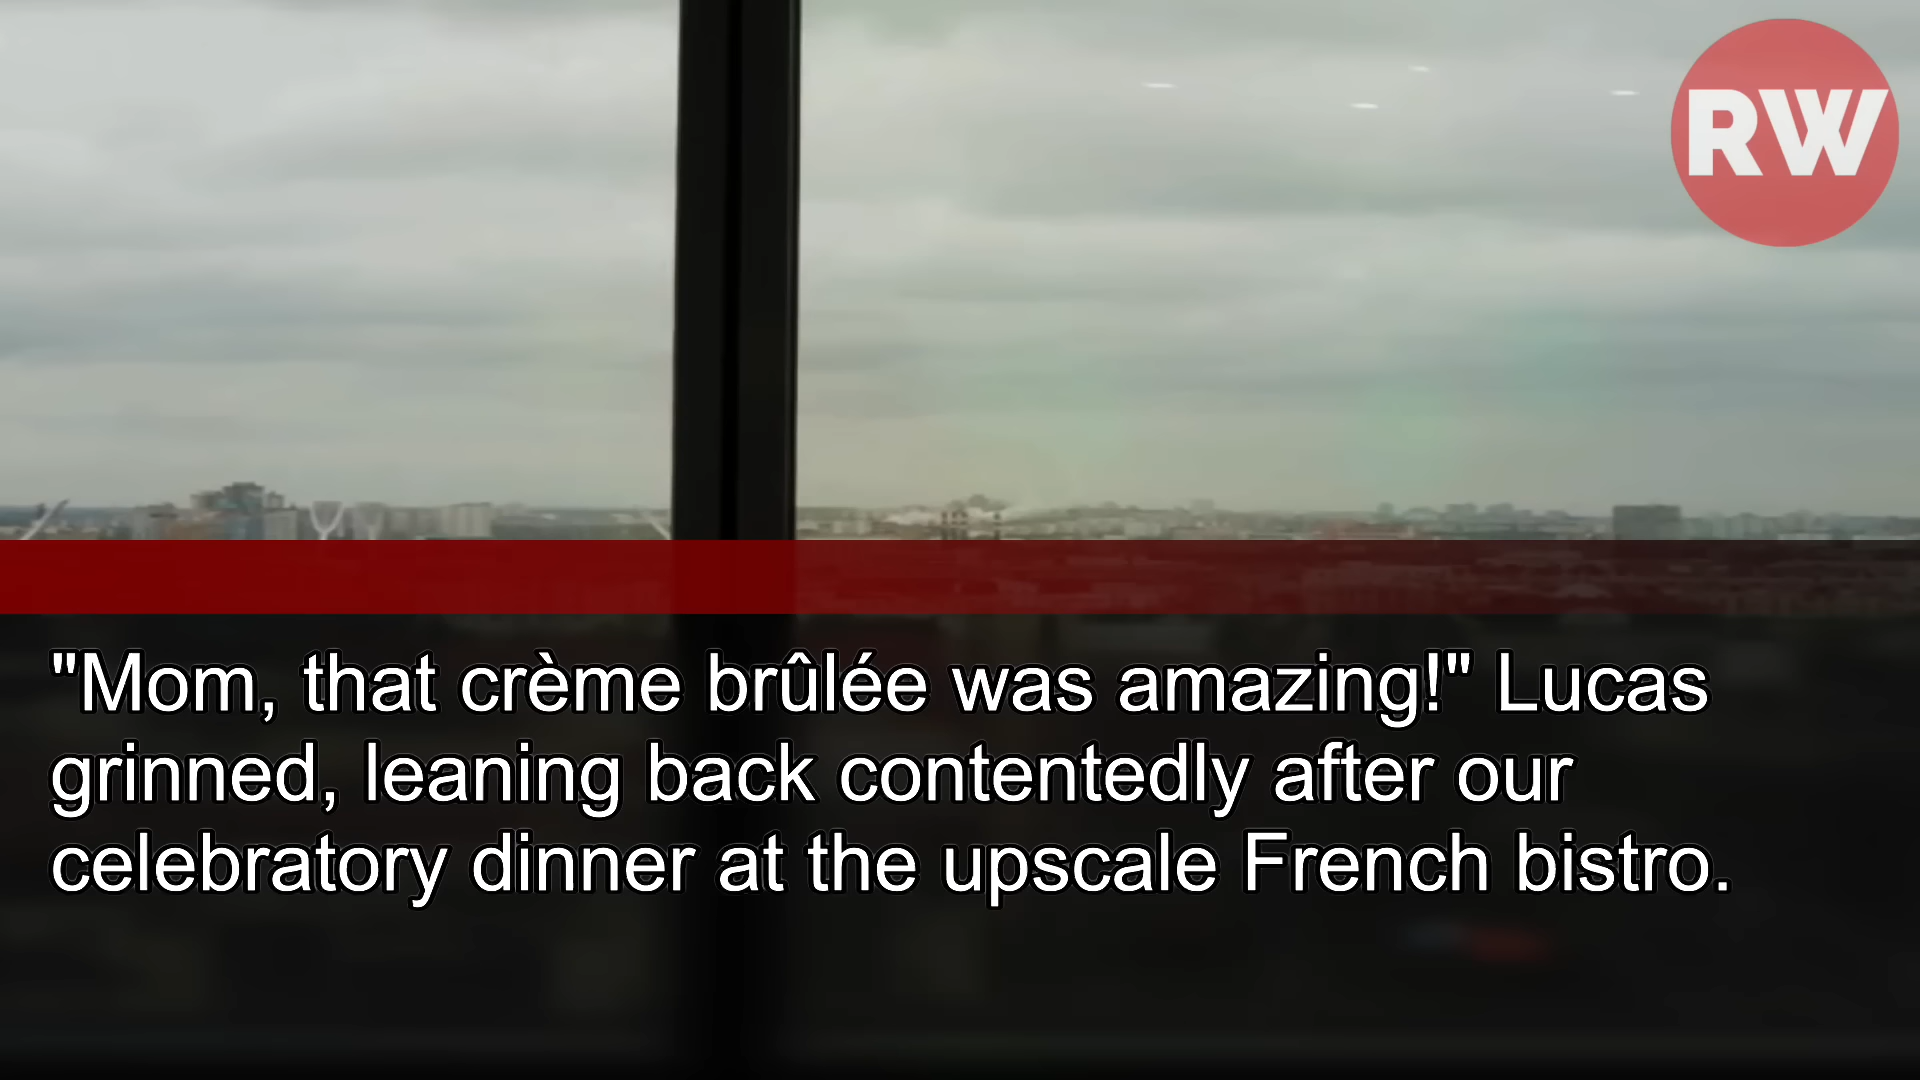 RW
"Mom, that crème brûlée was amazing!" Lucas
grinned, leaning back contentedly after our
celebratory dinner at the upscale French bistro.